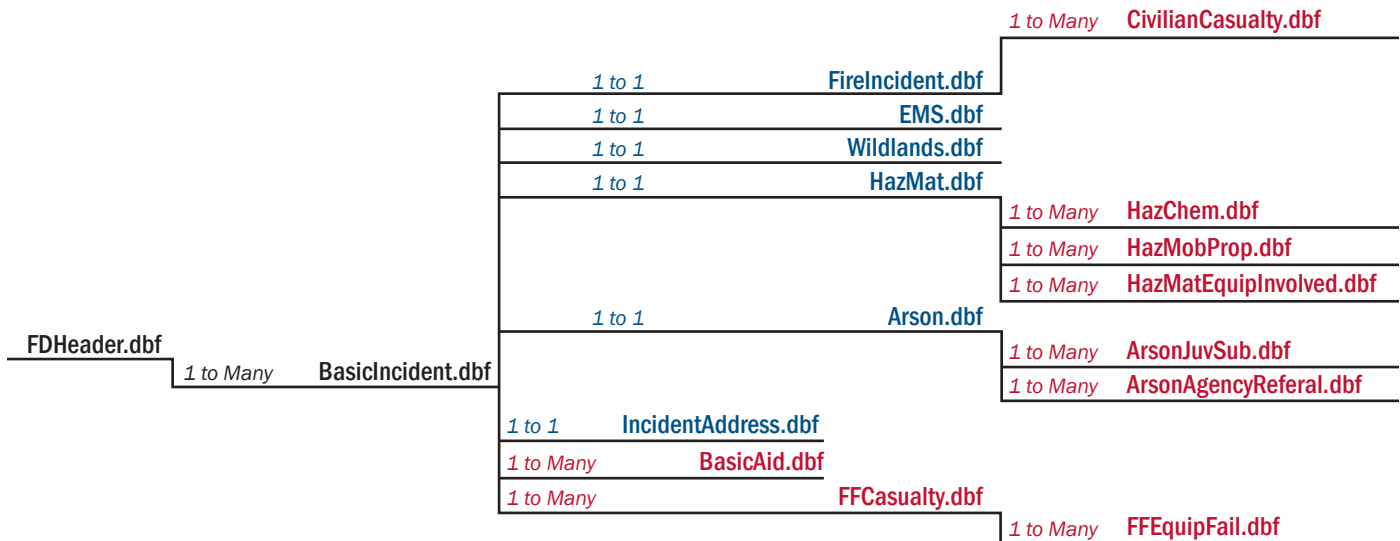 1 to Many CivilianCasualty.dbf
1 to 1 FireIncident.dbf
1 to 1 EMS.dbf
1 to 1 Wildlands.dbf
1 to 1 HazMat.dbf
1 to Many HazChem.dbf
1 to Many HazMobProp.dbf
1 to Many HazMatEquipInvolved.dbf
1 to 1 Arson.dbf
FDHeader.dbf
1 to Many ArsonJuvSub.dbf
1 to Many BasicIncident.dbf
1 to Many ArsonAgencyReferal.dbf
1 to 1 IncidentAddress.dbf
1 to Many BasicAid.dbf
1 to Many FFCasualty.dbf
1 to Many FFEquipFail.dbf